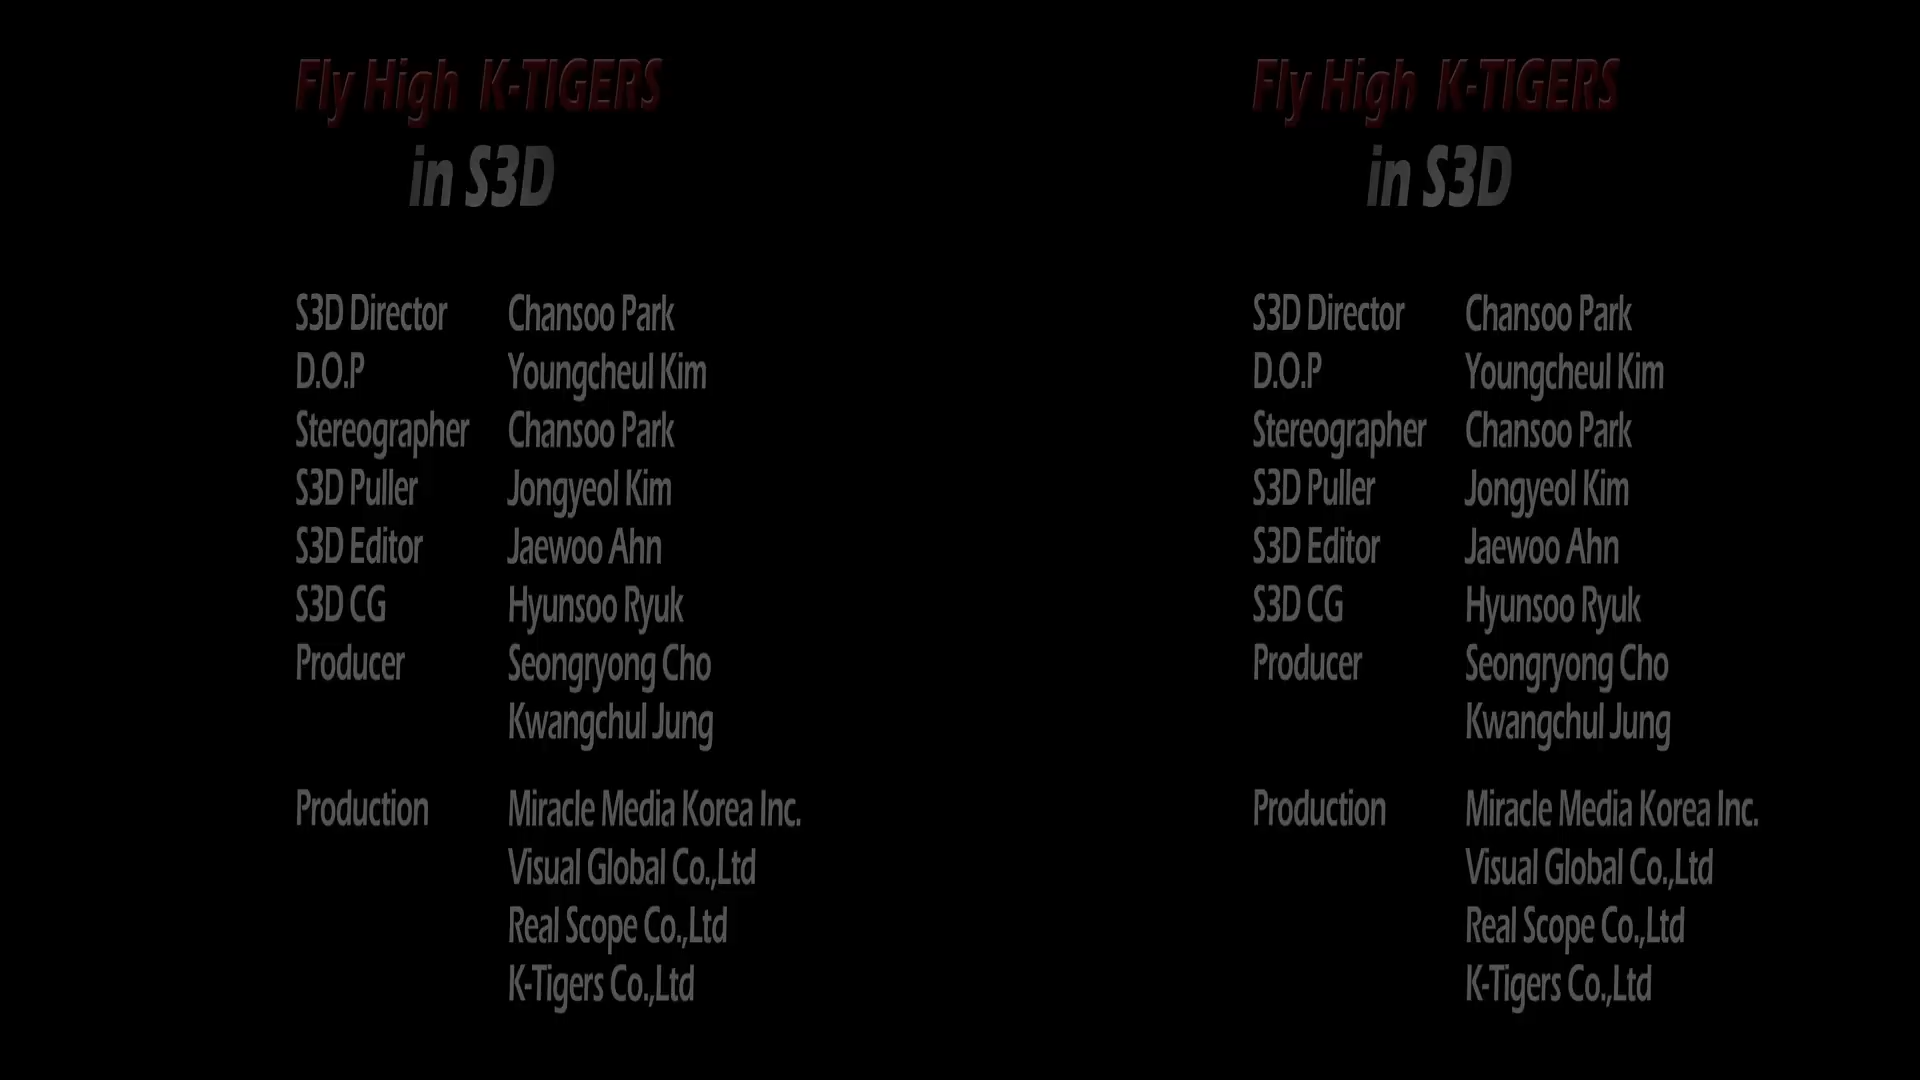 Fly High K-TIGERS
in S3D
S3D Director Chansoo Park
D.O.P Youngcheul Kim
Stereographer Chansoo Park
S3D Puller Jongyeol Kim
S3D Editor Jaewoo Ahn
S3D CG Hyunsoo Ryuk
Producer Seongryong Cho
Kwangchul Jung
Production Miracle Media Korea Inc.
Visual Global Co.,Ltd
Real Scope Co.,Ltd
K-Tigers Co.,Ltd
Fly High K-TIGERS
in S3D
S3D Director Chansoo Park
D.O.P Youngcheul Kim
Stereographer Chansoo Park
S3D Puller Jongyeol Kim
S3D Editor Jaewoo Ahn
S3D CG Hyunsoo Ryuk
Producer Seongryong Cho
Kwangchul Jung
Production Miracle Media Korea Inc.
Visual Global Co.,Ltd
Real Scope Co.,Ltd
K-Tigers Co.,Ltd